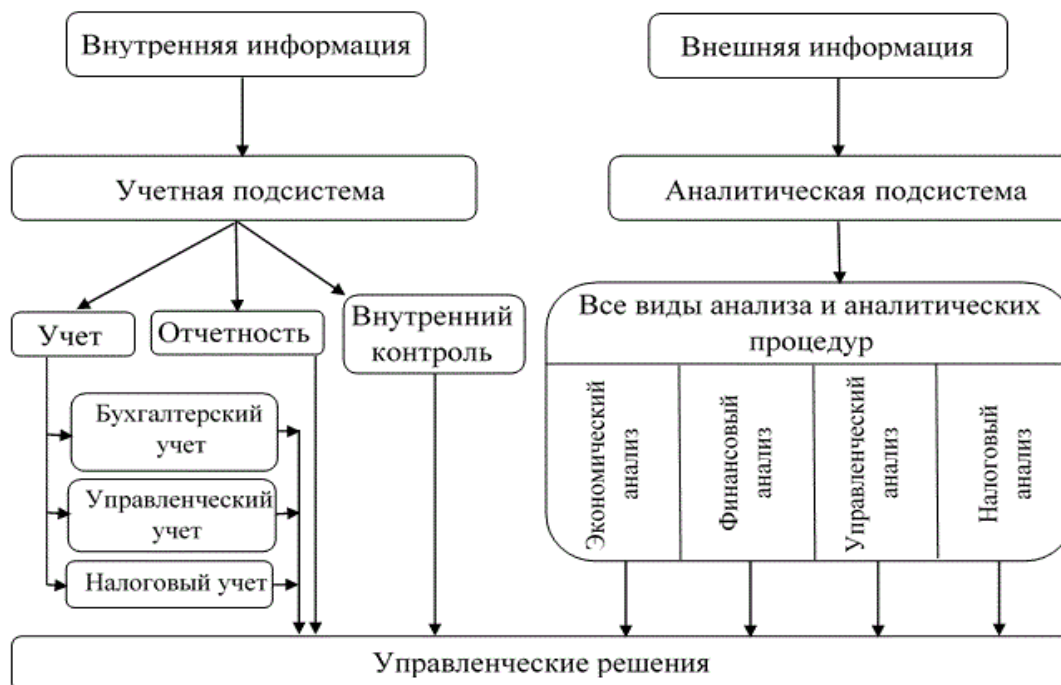 Внутренняя информация
Внешняя информация
Учетная подсистема
Аналитическая подсистема
Учет
Отчетность
Внутренний
контроль
Все виды анализа и аналитических
процедур
Бухгалтерский
учет
Управленческий
учет
Налоговый учет
Экономический
анализ
Финансовый
анализ
Управленческий
анализ
Налоговый
анализ
Управленческие решения